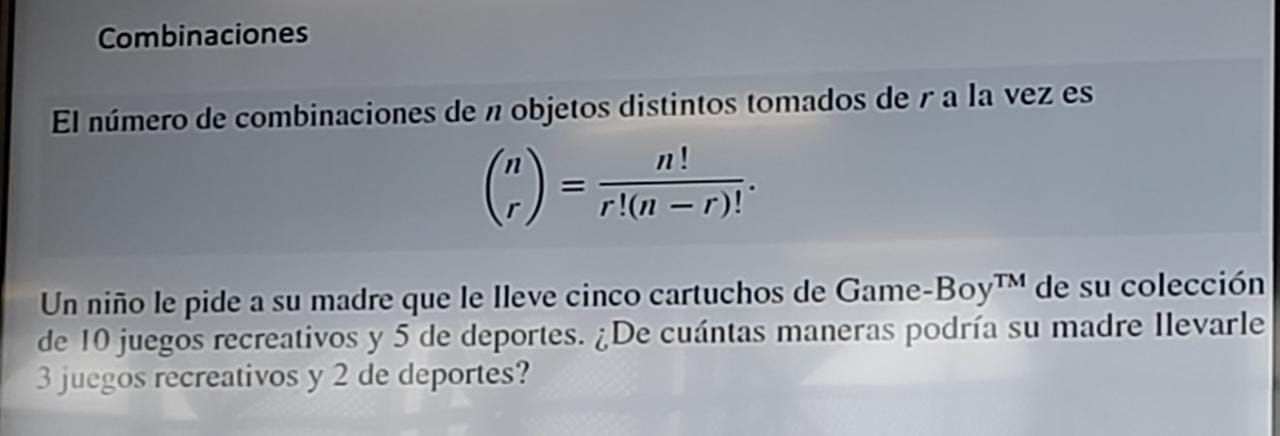 Combinaciones
El número de combinaciones de n objetos distintos tomados de r a la vez es
(n r) = n! / r!(n − r)!.
Un niño le pide a su madre que le lleve cinco cartuchos de Game-Boy™ de su colección
de 10 juegos recreativos y 5 de deportes. ¿De cuántas maneras podría su madre llevarle
3 juegos recreativos y 2 de deportes?